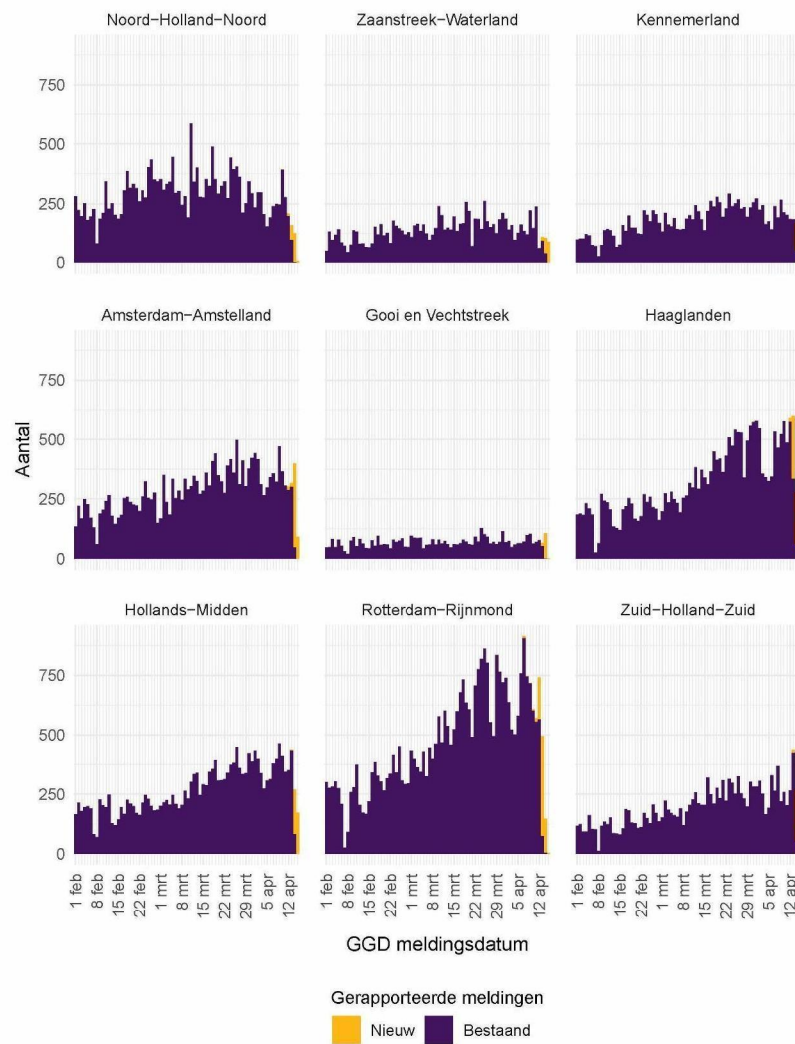 Noord−Holland−Noord Zaanstreek−Waterland Kennemerland
750
500
250
0
Amsterdam−Amstelland Gooi en Vechtstreek Haaglanden
750
500
250
0
Aantal
Hollands−Midden Rotterdam−Rijnmond Zuid−Holland−Zuid
750
500
250
0
1 feb 8 feb 15 feb 22 feb 1 mrt 8 mrt 15 mrt 22 mrt 29 mrt 5 apr 12 apr 1 feb 8 feb 15 feb 22 feb 1 mrt 8 mrt 15 mrt 22 mrt 29 mrt 5 apr 12 apr 1 feb 8 feb 15 feb 22 feb 1 mrt 8 mrt 15 mrt 22 mrt 29 mrt 5 apr 12 apr
GGD meldingsdatum
Gerapporteerde meldingen
Nieuw Bestaand